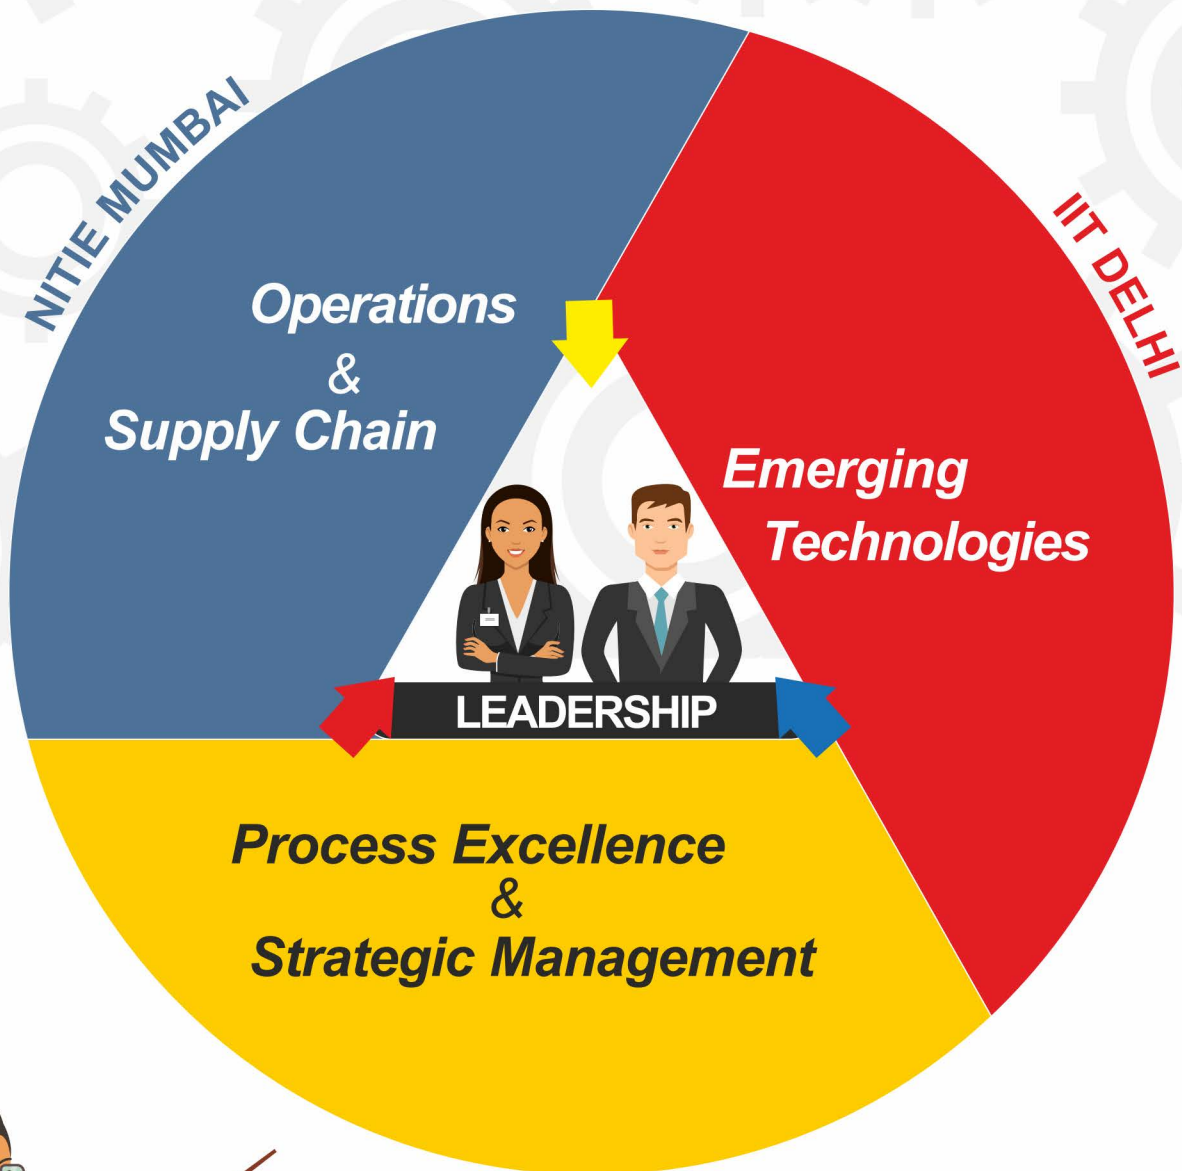 NITIE MUMBAI
IIT DELHI
Operations
&
Supply Chain
Emerging
Technologies
LEADERSHIP
Process Excellence
&
Strategic Management